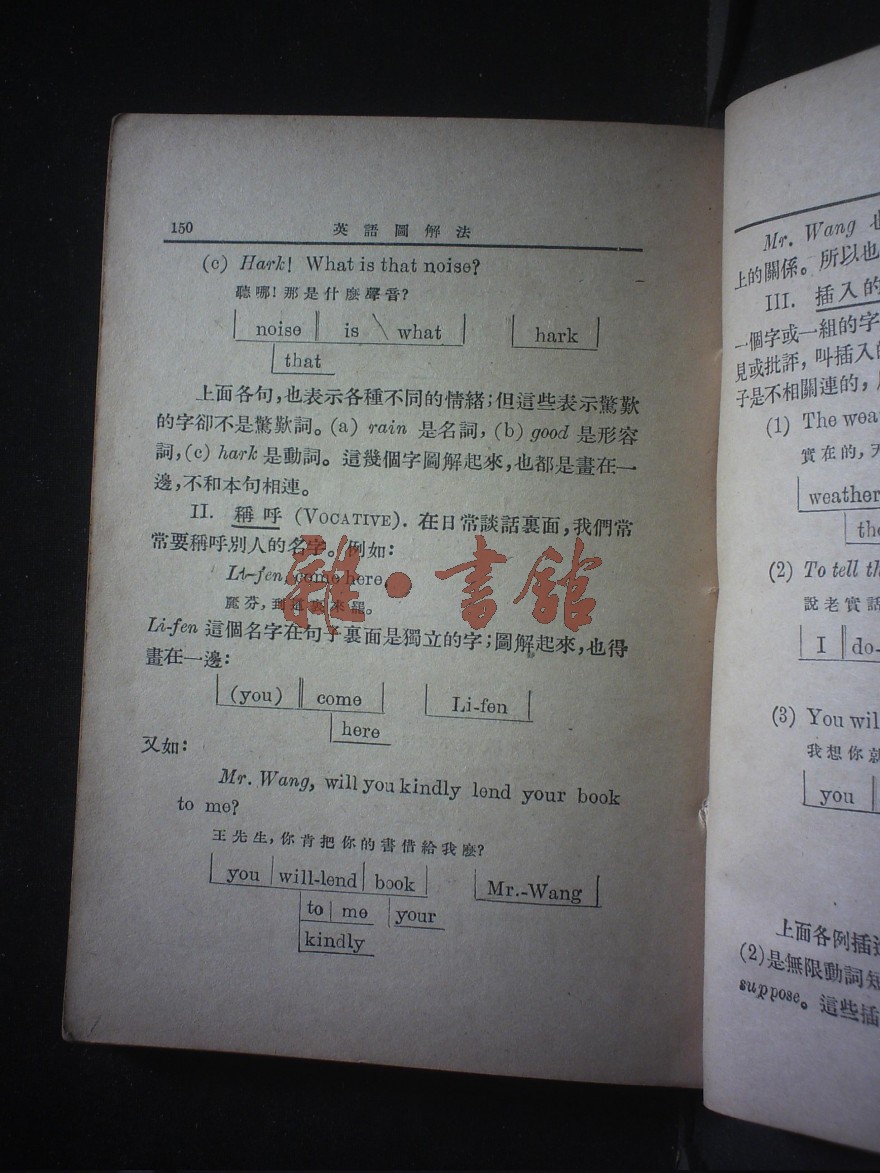 150
英語圖解法
(c) Hark! What is that noise?
聽哪!那是什麼聲音?
noise is what hark
that
上面各句,也表示各種不同的情緒;但這些表示驚歎
的字卻不是驚歎詞。(a) rain 是名詞,(b) good 是形容
詞,(c) hark 是動詞。這幾個字圖解起來,也都是畫在一
邊,不和本句相連。
II. 稱呼 (VOCATIVE). 在日常談話裏面,我們常
常要稱呼別人的名字。例如:
Li-fen come here.
麗芬,到這裏來罷。
Li-fen 這個名字在句子裏面是獨立的字;圖解起來,也得
畫在一邊:
(you) come Li-fen
here
又如:
Mr. Wang, will you kindly lend your book
to me?
王先生,你肯把你的書借給我麼?
you will-lend book Mr.-Wang
to me your
kindly
雜·書館
Mr. Wang 也
上的關係。所以也
III. 插入的
一個字或一組的字
見或批評,叫插入
子是不相關連的,
(1) The wea
實在的,天
weather
the
(2) To tell th
說老實話
I do-
(3) You wil
我想你就
you
上面各例插
(2)是無限動詞短
suppose。這些插